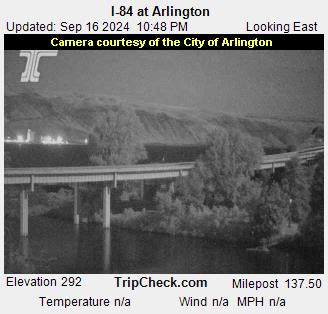 I-84 at Arlington
Updated: Sep 16 2024 10:48 PM Looking East
Camera courtesy of the City of Arlington
Elevation 292 TripCheck.com Milepost 137.50
Temperature n/a Wind n/a MPH n/a